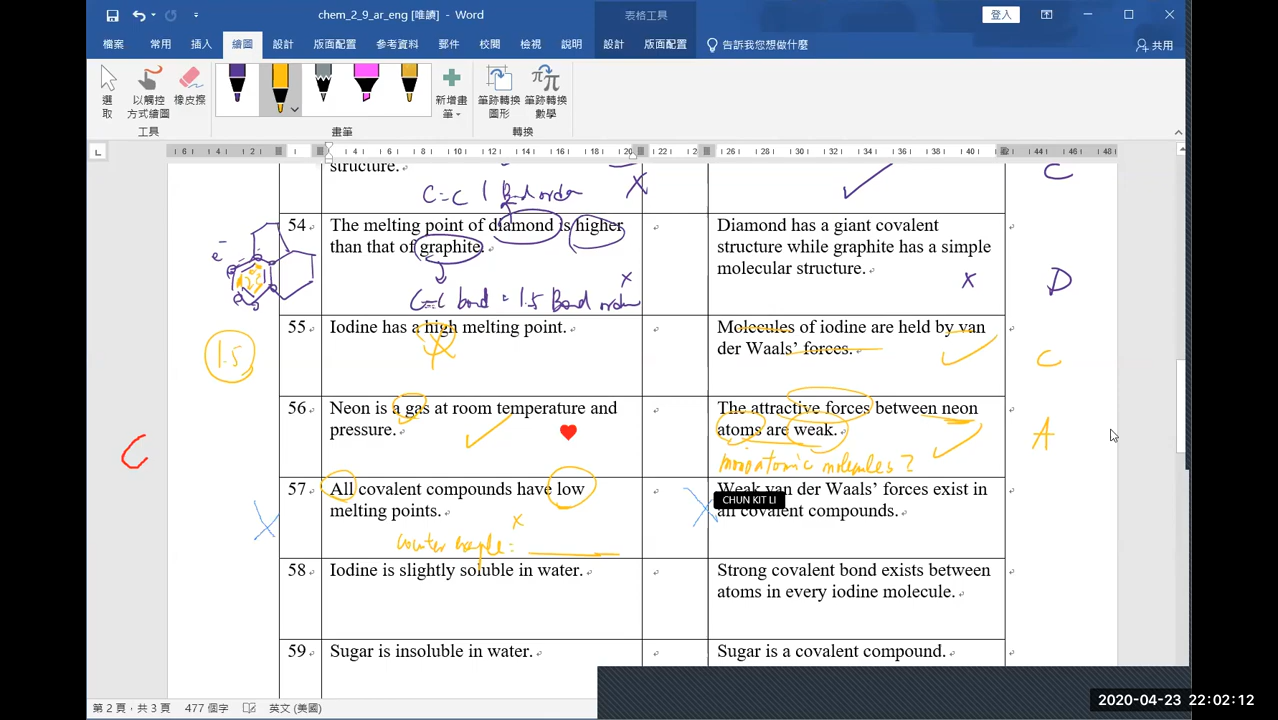 chem_2_9_ar_eng [唯讀] - Word
表格工具
登入
檔案 常用 插入 繪圖 設計 版面配置 參考資料 郵件 校閱 檢視 說明 設計 版面配置 告訴我您想做什麼 共用
選取
以觸控方式繪圖
橡皮擦
新增畫筆
筆跡轉換圖形
筆跡轉換數學
工具 畫筆 轉換
structure.
C=C 1 Bond order
X
C
54 The melting point of diamond is higher than that of graphite.
Diamond has a giant covalent structure while graphite has a simple molecular structure.
e-
C=C bond = 1.5 Bond order
X
X
D
1.5
55 Iodine has a high melting point.
Molecules of iodine are held by van der Waals’ forces.
C
56 Neon is a gas at room temperature and pressure.
The attractive forces between neon atoms are weak.
monoatomic molecules?
A
C
57 All covalent compounds have low melting points.
Weak van der Waals’ forces exist in all covalent compounds.
CHUN KIT LI
X
X
counter example: ______
X
58 Iodine is slightly soluble in water.
Strong covalent bond exists between atoms in every iodine molecule.
59 Sugar is insoluble in water.
Sugar is a covalent compound.
第 2 頁，共 3 頁 477 個字 英文 (美國)
2020-04-23 22:02:12